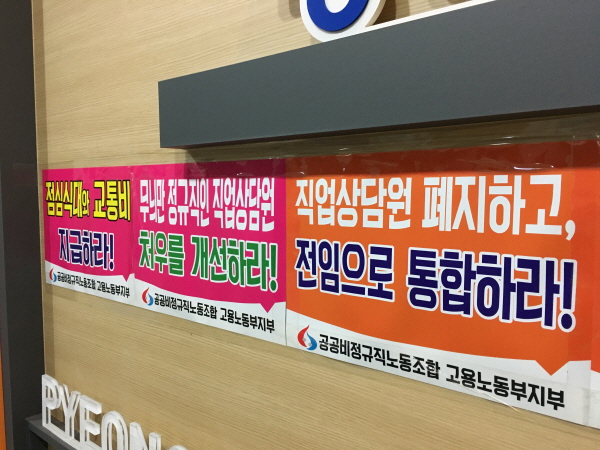 점심식대와 교통비
지급하라!
공공비정규직노동조합 고용노동부지부
무늬만 정규직인 직업상담원
처우를 개선하라!
공공비정규직노동조합 고용노동부지부
직업상담원 폐지하고,
전임으로 통합하라!
공공비정규직노동조합 고용노동부지부
PYEONG